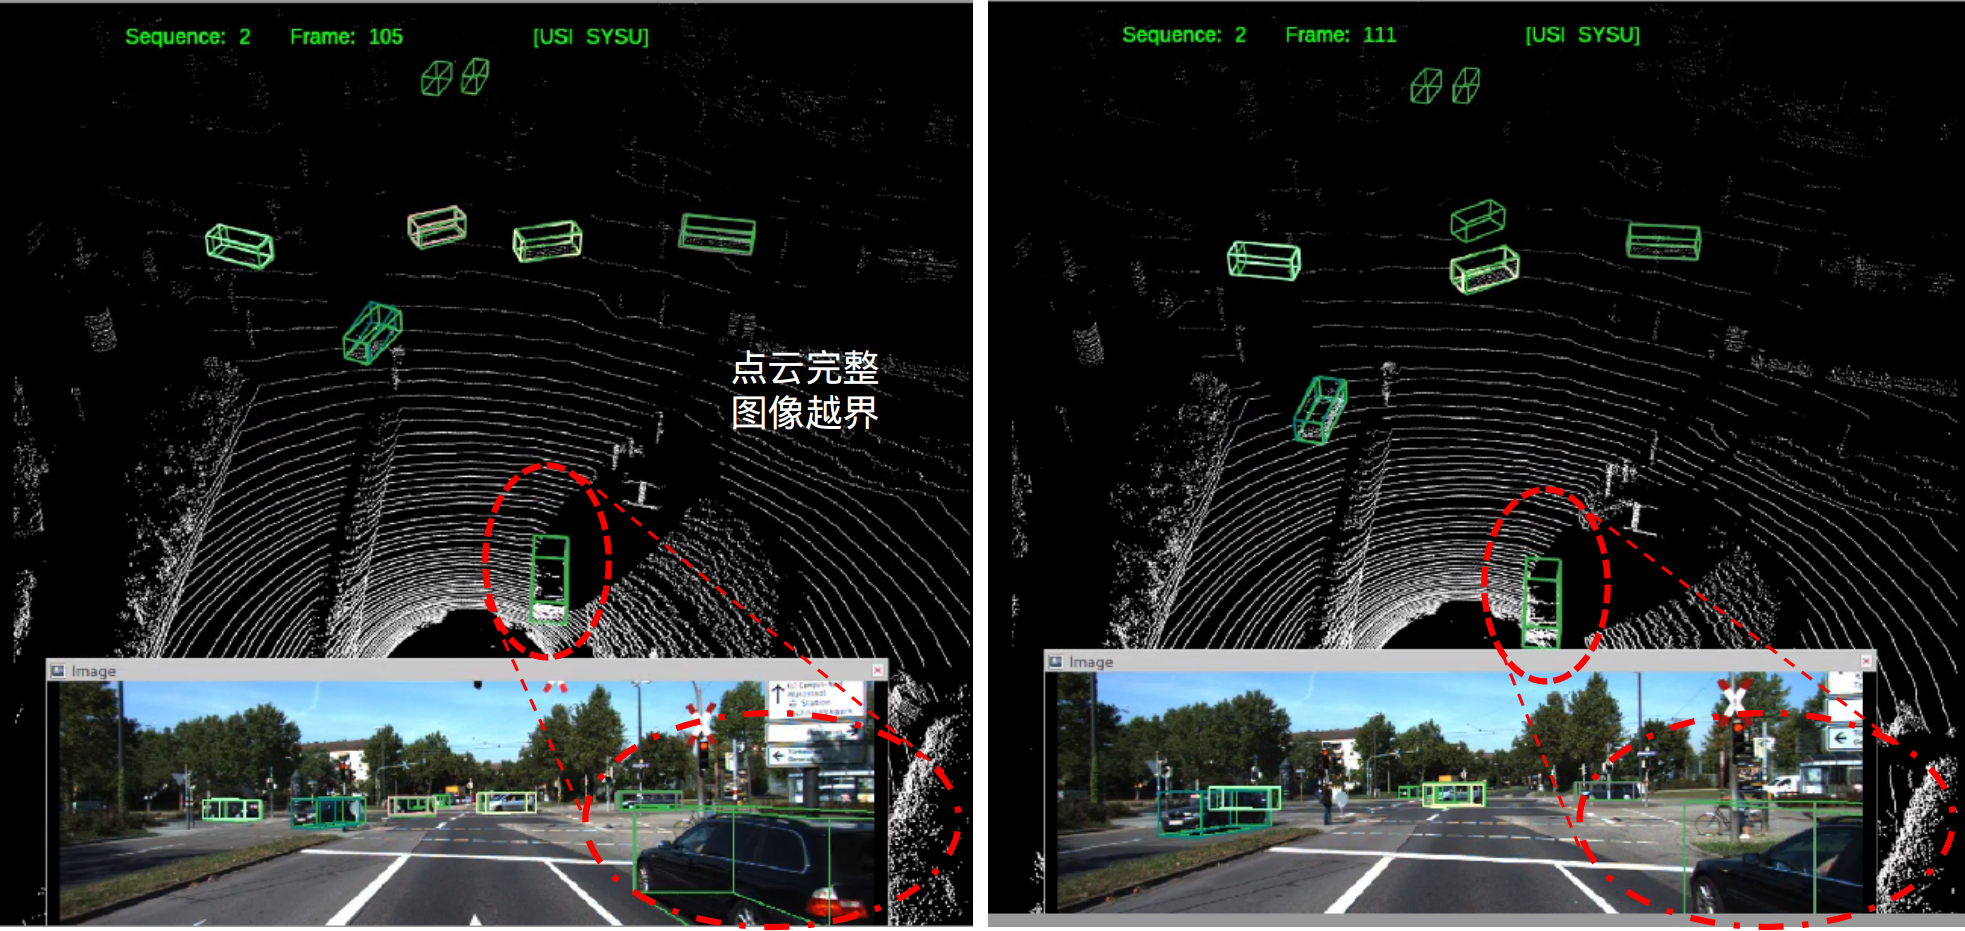 Sequence: 2 Frame: 105 [USI SYSU]
点云完整
图像越界
Image
Station
Sequence: 2 Frame: 111 [USI SYSU]
Image